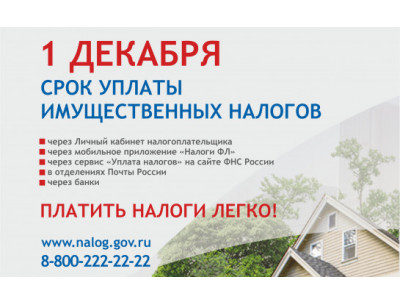 1 ДЕКАБРЯ
СРОК УПЛАТЫ
ИМУЩЕСТВЕННЫХ НАЛОГОВ
через Личный кабинет налогоплательщика
через мобильное приложение «Налоги ФЛ»
через сервис «Уплата налогов» на сайте ФНС России
в отделениях Почты России
через банки
ПЛАТИТЬ НАЛОГИ ЛЕГКО!
www.nalog.gov.ru
8-800-222-22-22